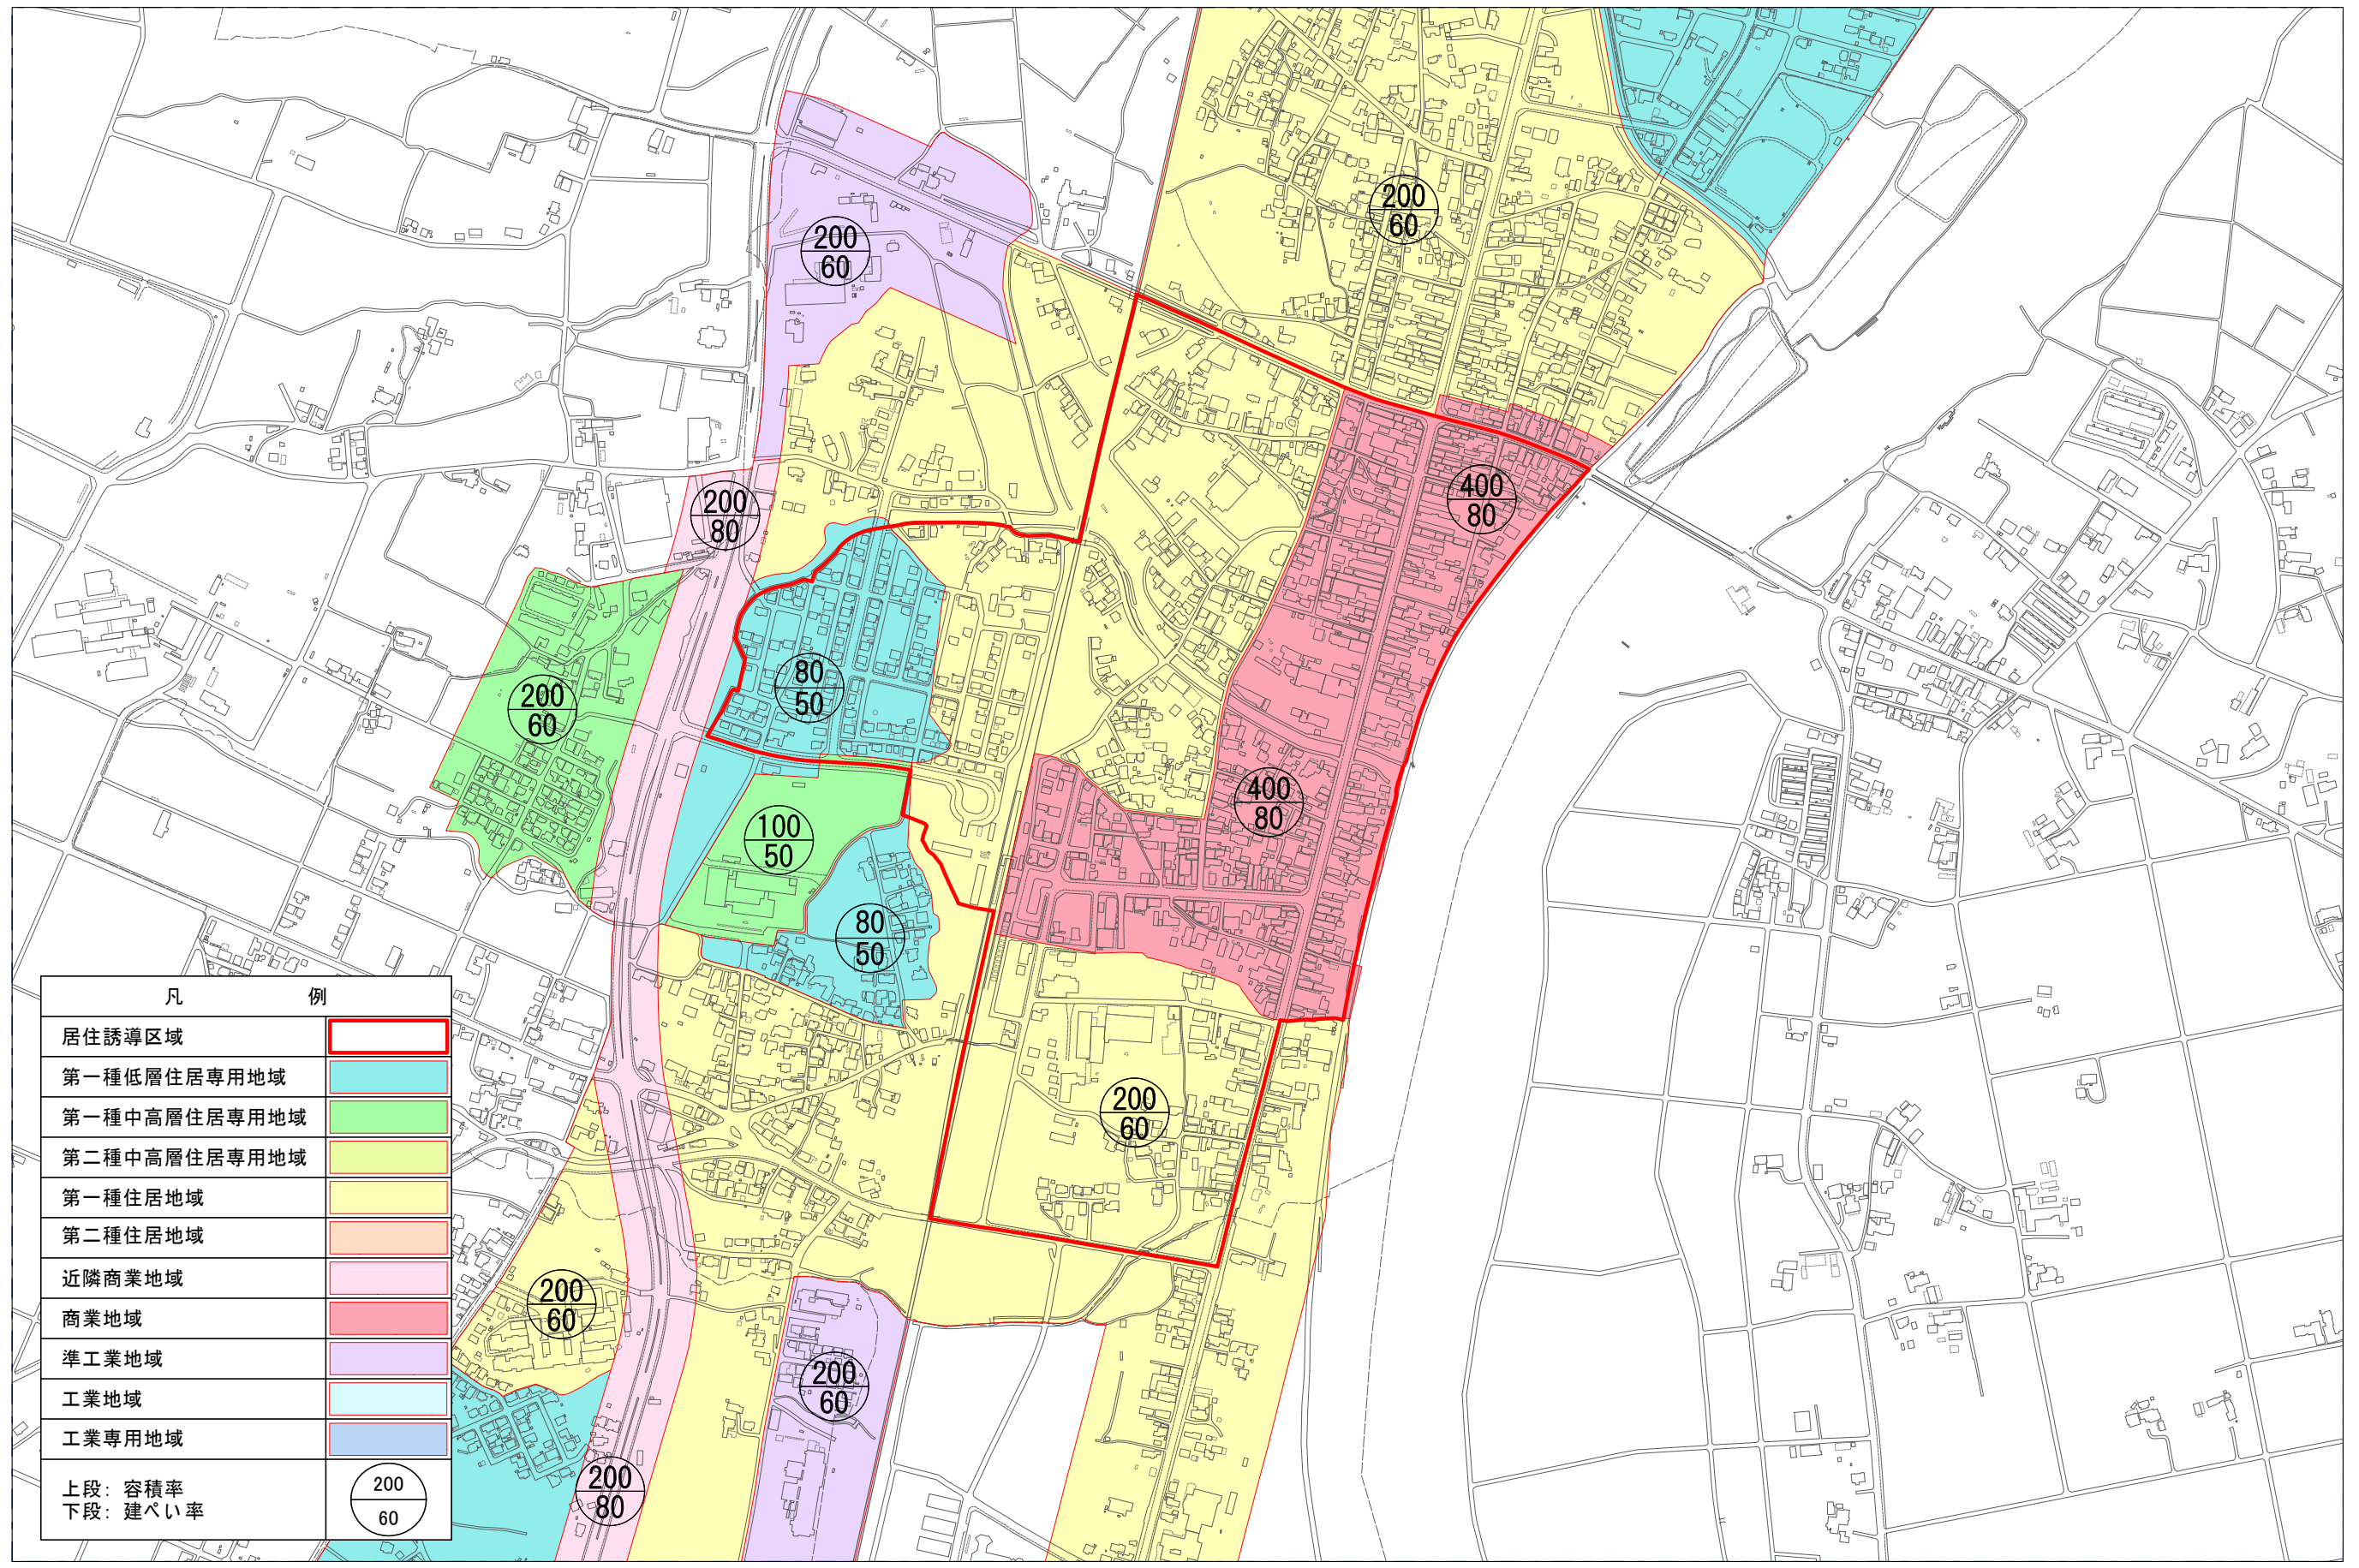 200
60
200
60
400
80
200
80
80
50
200
60
400
80
100
50
80
50
200
60
200
60
200
60
200
80
凡 例
居住誘導区域
第一種低層住居専用地域
第一種中高層住居専用地域
第二種中高層住居専用地域
第一種住居地域
第二種住居地域
近隣商業地域
商業地域
準工業地域
工業地域
工業専用地域
上段: 容積率
下段: 建ぺい率
200
60